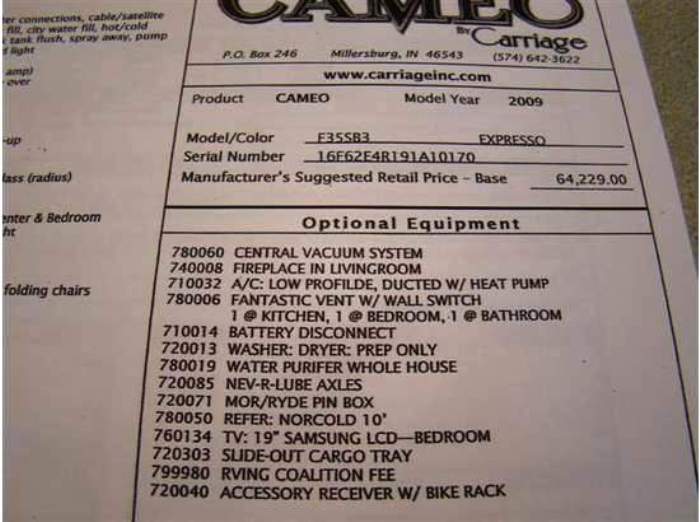 er connections, cable/satellite
fill, city water fill, hot/cold
tank flush, spray away, pump
light
amp)
over
-up
lass (radius)
enter & Bedroom
ht
folding chairs
CAMEO
BY Carriage
P.O. Box 246 Millersburg, IN 46543 (574) 642-3622
www.carriageinc.com
Product CAMEO Model Year 2009
Model/Color F35SB3 EXPRESSO
Serial Number 16F62E4R191A10170
Manufacturer's Suggested Retail Price - Base 64,229.00
Optional Equipment
780060 CENTRAL VACUUM SYSTEM
740008 FIREPLACE IN LIVINGROOM
710032 A/C: LOW PROFILDE, DUCTED W/ HEAT PUMP
780006 FANTASTIC VENT W/ WALL SWITCH
1 @ KITCHEN, 1 @ BEDROOM, 1 @ BATHROOM
710014 BATTERY DISCONNECT
720013 WASHER: DRYER: PREP ONLY
780019 WATER PURIFER WHOLE HOUSE
720085 NEV-R-LUBE AXLES
720071 MOR/RYDE PIN BOX
780050 REFER: NORCOLD 10'
760134 TV: 19" SAMSUNG LCD—BEDROOM
720303 SLIDE-OUT CARGO TRAY
799980 RVING COALITION FEE
720040 ACCESSORY RECEIVER W/ BIKE RACK